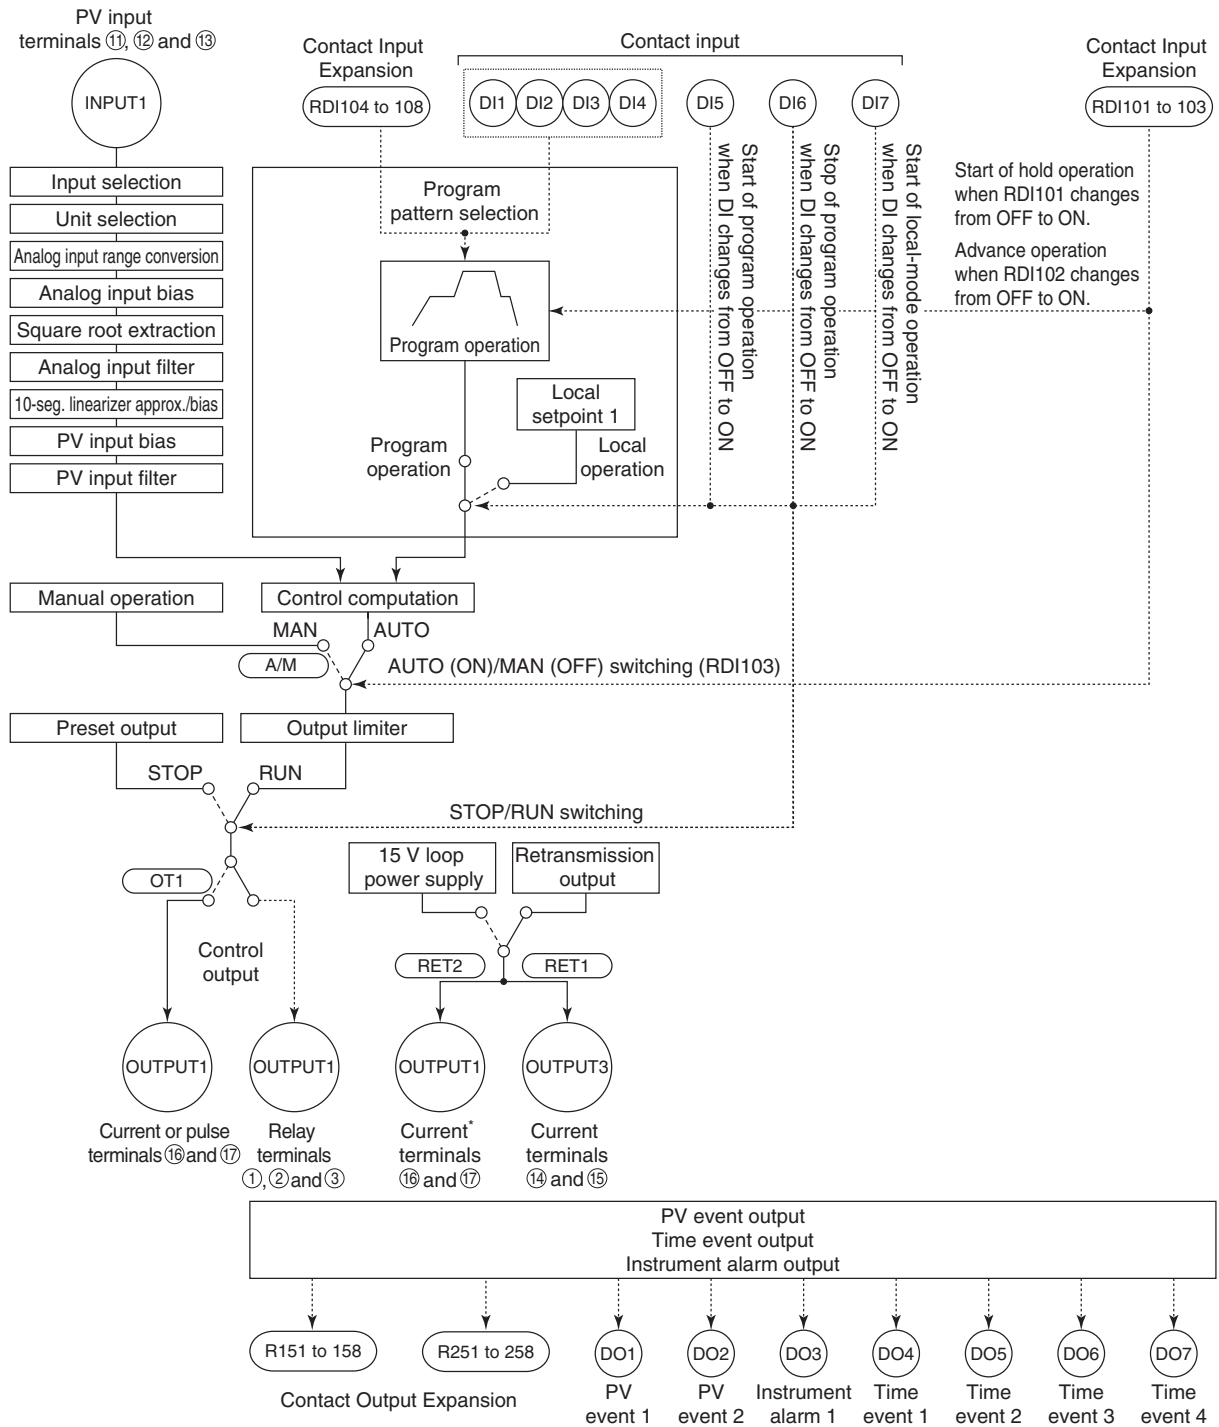 PV input
terminals ⑪, ⑫ and ⑬
INPUT1
Input selection
Unit selection
Analog input range conversion
Analog input bias
Square root extraction
Analog input filter
10-seg. linearizer approx./bias
PV input bias
PV input filter
Contact Input
Expansion
RDI104 to 108
Contact input
DI1
DI2
DI3
DI4
DI5
DI6
DI7
Contact Input
Expansion
RDI101 to 103
Start of program operation
when DI changes from OFF to ON
Stop of program operation
when DI changes from OFF to ON
Start of local-mode operation
when DI changes from OFF to ON
Start of hold operation
when RDI101 changes
from OFF to ON.
Advance operation
when RDI102 changes
from OFF to ON.
Program
pattern selection
Program operation
Local
setpoint 1
Program
operation
Local
operation
Manual operation
Control computation
MAN
AUTO
A/M
AUTO (ON)/MAN (OFF) switching (RDI103)
Preset output
Output limiter
STOP
RUN
STOP/RUN switching
OT1
Control
output
15 V loop
power supply
Retransmission
output
RET2
RET1
OUTPUT1
OUTPUT1
OUTPUT1
OUTPUT3
Current or pulse
terminals ⑯ and ⑰
Relay
terminals
①, ② and ③
Current*
terminals
⑯ and ⑰
Current
terminals
⑭ and ⑮
PV event output
Time event output
Instrument alarm output
R151 to 158
R251 to 258
Contact Output Expansion
DO1
DO2
DO3
DO4
DO5
DO6
DO7
PV
event 1
PV
event 2
Instrument
alarm 1
Time
event 1
Time
event 2
Time
event 3
Time
event 4